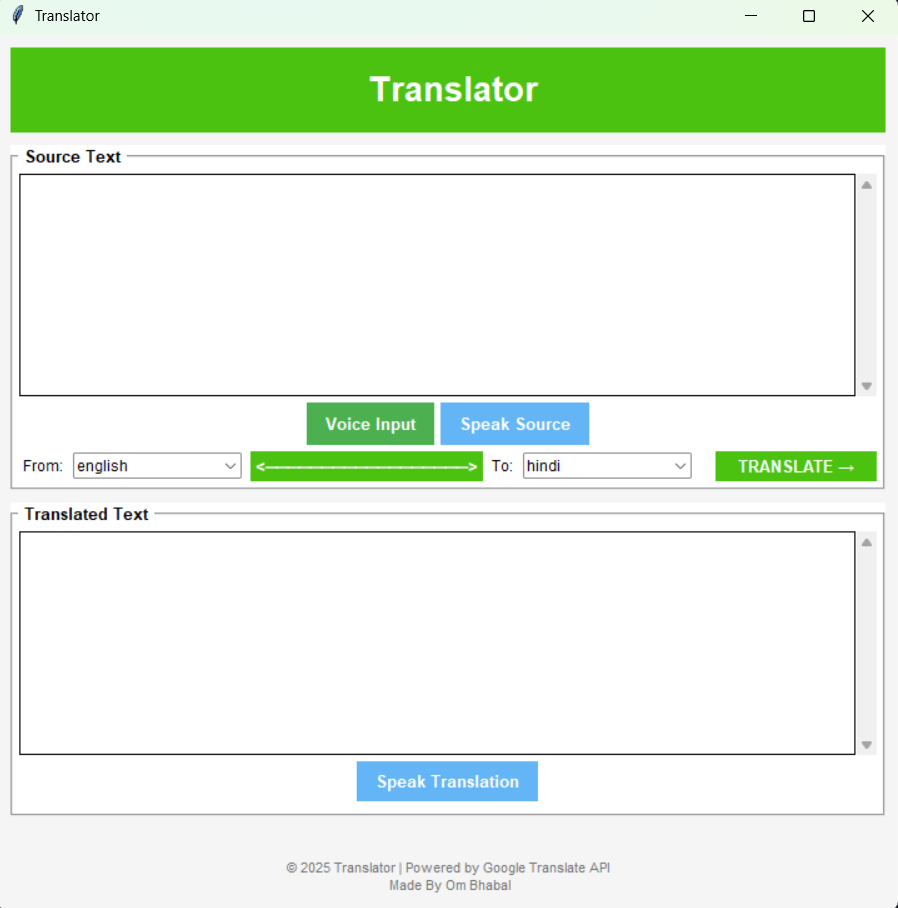 Translator
Translator
Source Text
Voice Input
Speak Source
From: english <——————————————> To: hindi TRANSLATE →
Translated Text
Speak Translation
© 2025 Translator | Powered by Google Translate API
Made By Om Bhabal